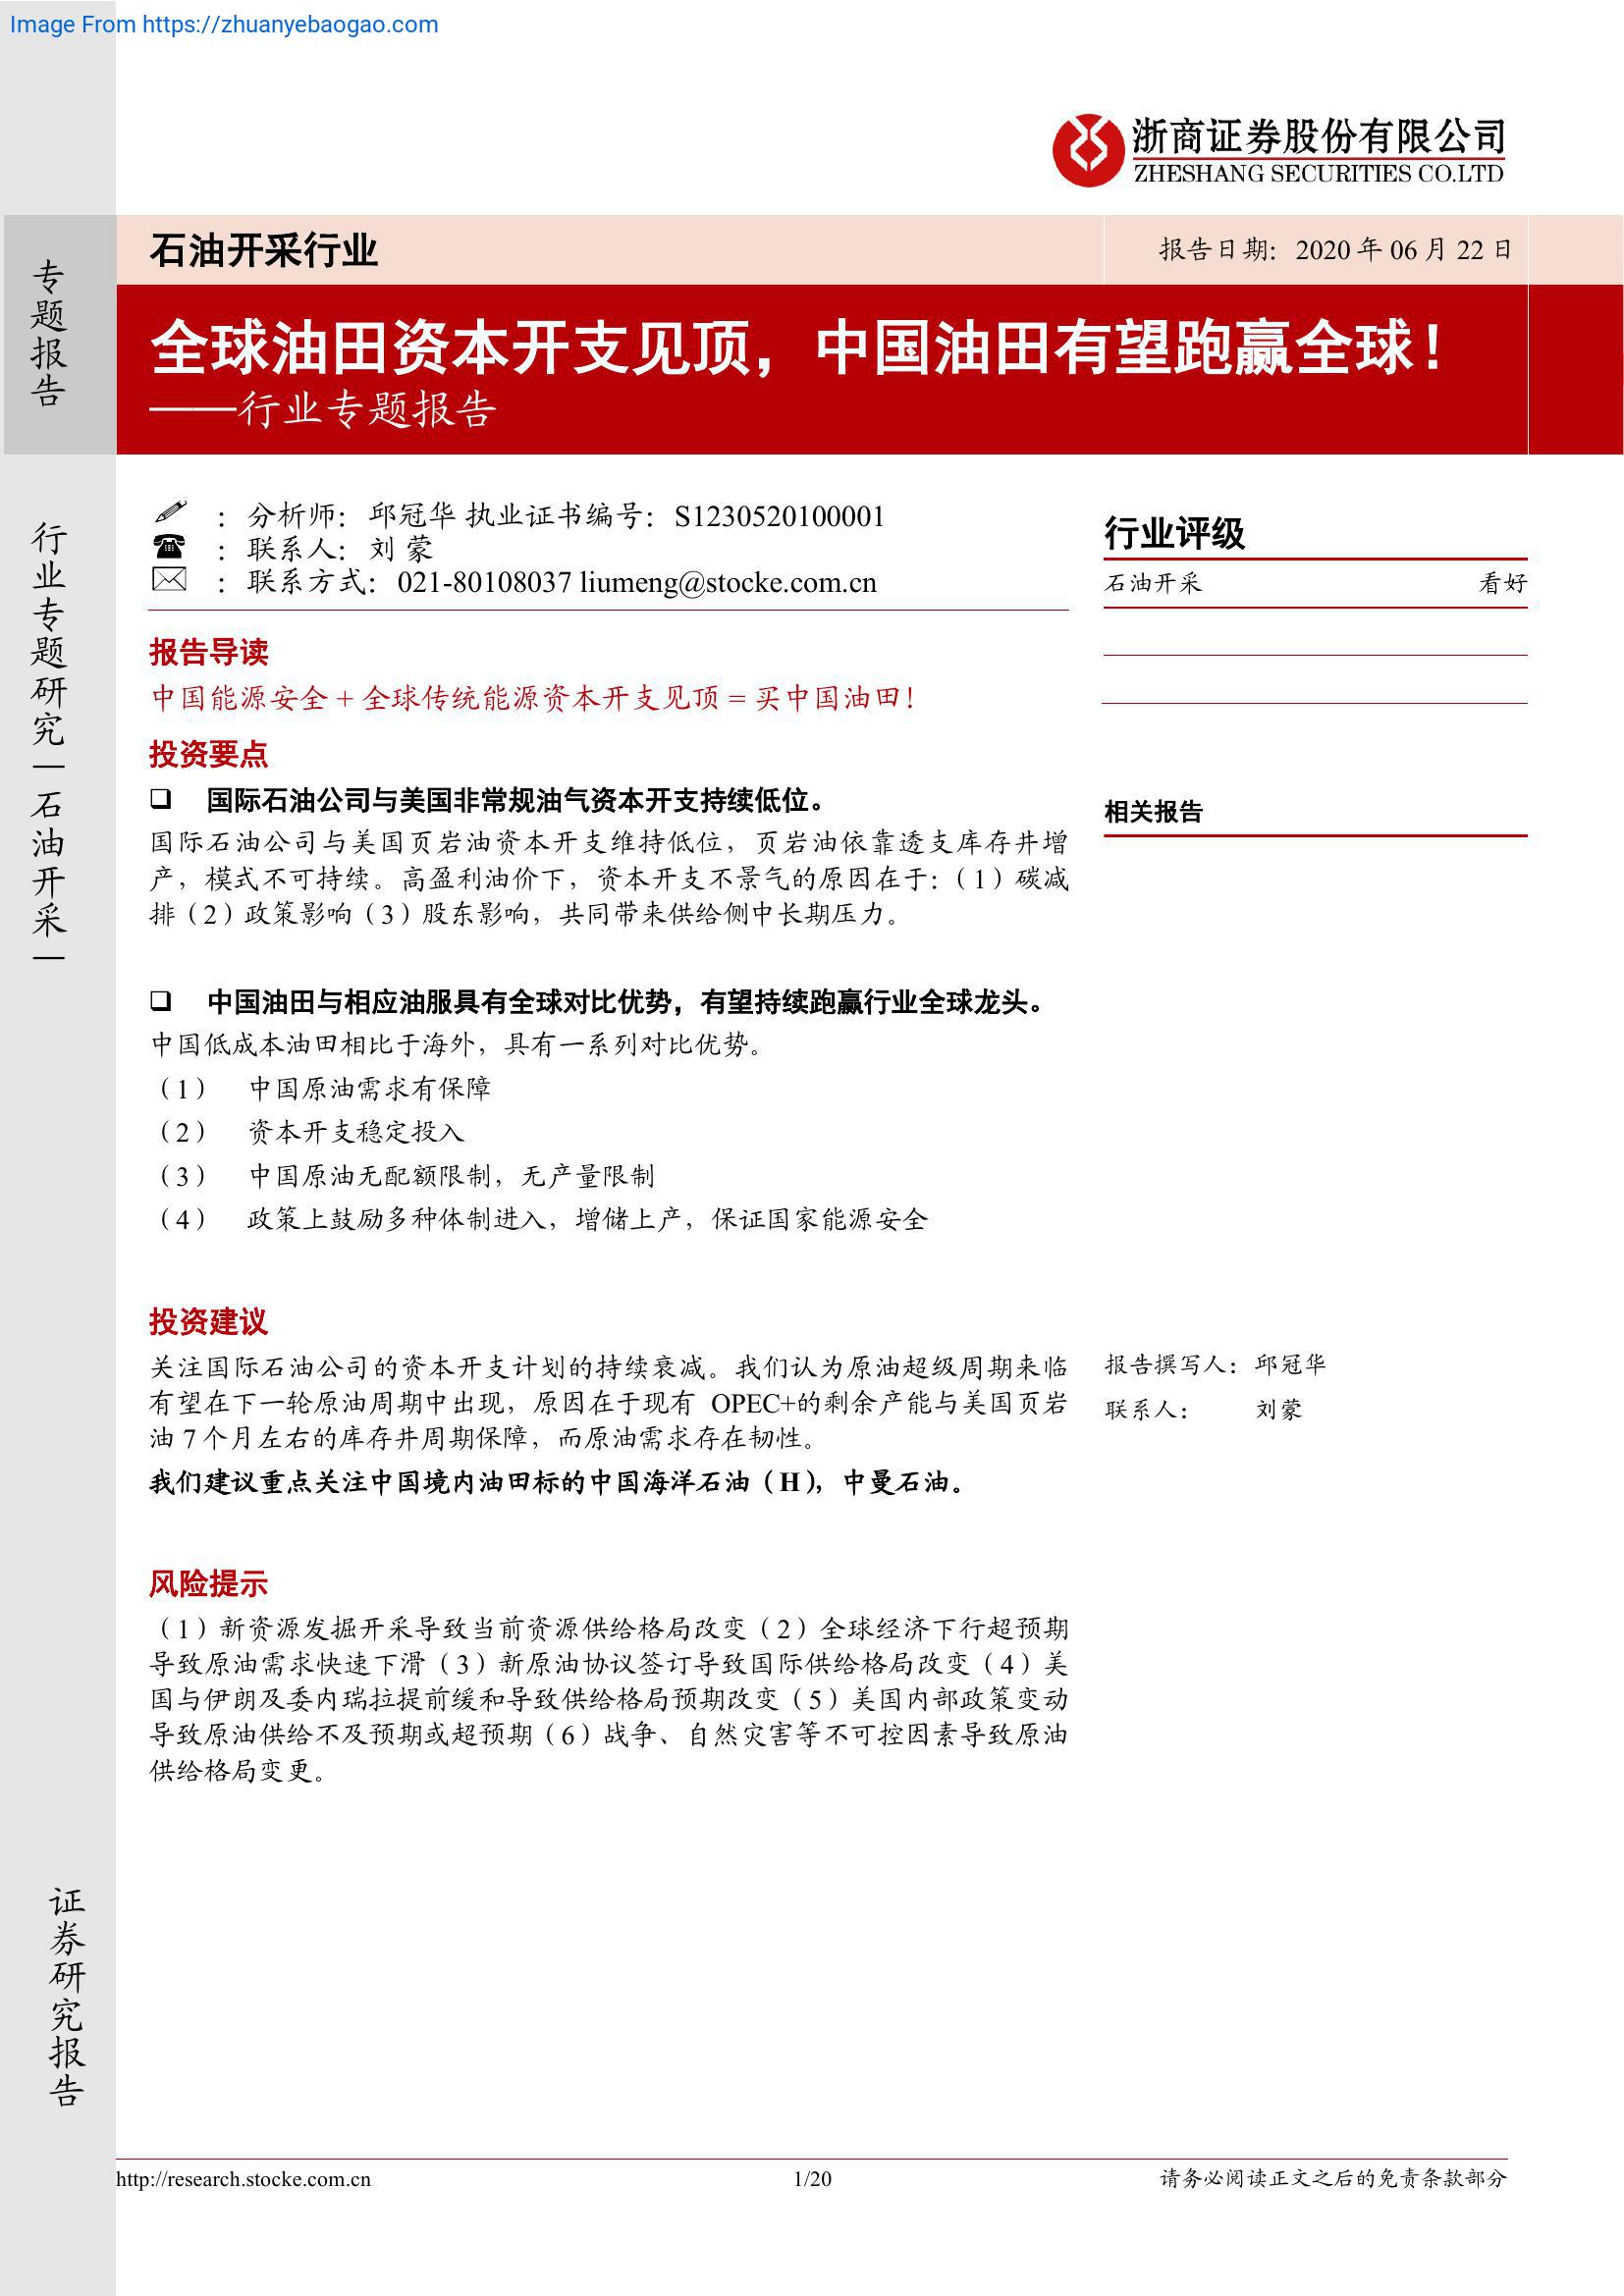 Image From https://zhuanyebaogao.com
浙商证券股份有限公司
ZHESHANG SECURITIES CO.LTD
专题报告
石油开采行业
报告日期：2020 年 06 月 22 日
全球油田资本开支见顶，中国油田有望跑赢全球！
——行业专题报告
行业专题研究｜石油开采｜
：分析师：邱冠华 执业证书编号：S1230520100001
：联系人：刘 蒙
：联系方式：021-80108037 liumeng@stocke.com.cn
行业评级
石油开采 看好
报告导读
中国能源安全 + 全球传统能源资本开支见顶 = 买中国油田！
投资要点
❑ 国际石油公司与美国非常规油气资本开支持续低位。
国际石油公司与美国页岩油资本开支维持低位，页岩油依靠透支库存井增
产，模式不可持续。高盈利油价下，资本开支不景气的原因在于：（1）碳减
排（2）政策影响（3）股东影响，共同带来供给侧中长期压力。
相关报告
❑ 中国油田与相应油服具有全球对比优势，有望持续跑赢行业全球龙头。
中国低成本油田相比于海外，具有一系列对比优势。
（1） 中国原油需求有保障
（2） 资本开支稳定投入
（3） 中国原油无配额限制，无产量限制
（4） 政策上鼓励多种体制进入，增储上产，保证国家能源安全
投资建议
关注国际石油公司的资本开支计划的持续衰减。我们认为原油超级周期来临
有望在下一轮原油周期中出现，原因在于现有 OPEC+的剩余产能与美国页岩
油 7 个月左右的库存井周期保障，而原油需求存在韧性。
我们建议重点关注中国境内油田标的中国海洋石油（H），中曼石油。
报告撰写人：邱冠华
联系人： 刘蒙
风险提示
（1）新资源发掘开采导致当前资源供给格局改变（2）全球经济下行超预期
导致原油需求快速下滑（3）新原油协议签订导致国际供给格局改变（4）美
国与伊朗及委内瑞拉提前缓和导致供给格局预期改变（5）美国内部政策变动
导致原油供给不及预期或超预期（6）战争、自然灾害等不可控因素导致原油
供给格局变更。
证券研究报告
http://research.stocke.com.cn
1/20
请务必阅读正文之后的免责条款部分